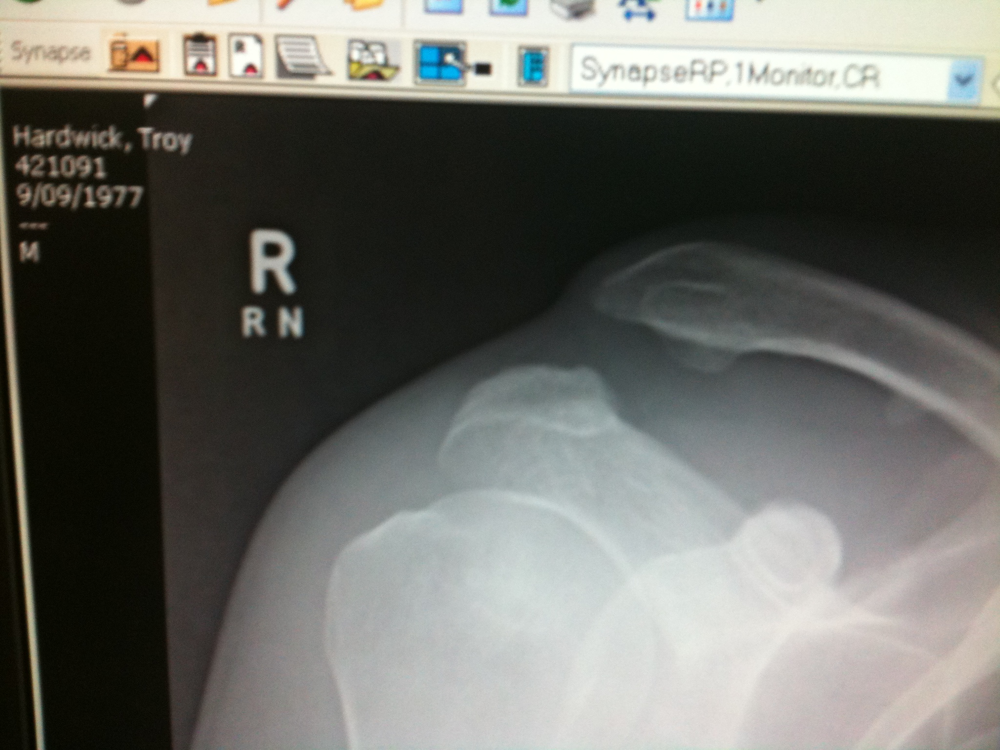 Synapse
SynapseRP,1Monitor,CR
Hardwick, Troy
421091
9/09/1977
---
M
R
R N